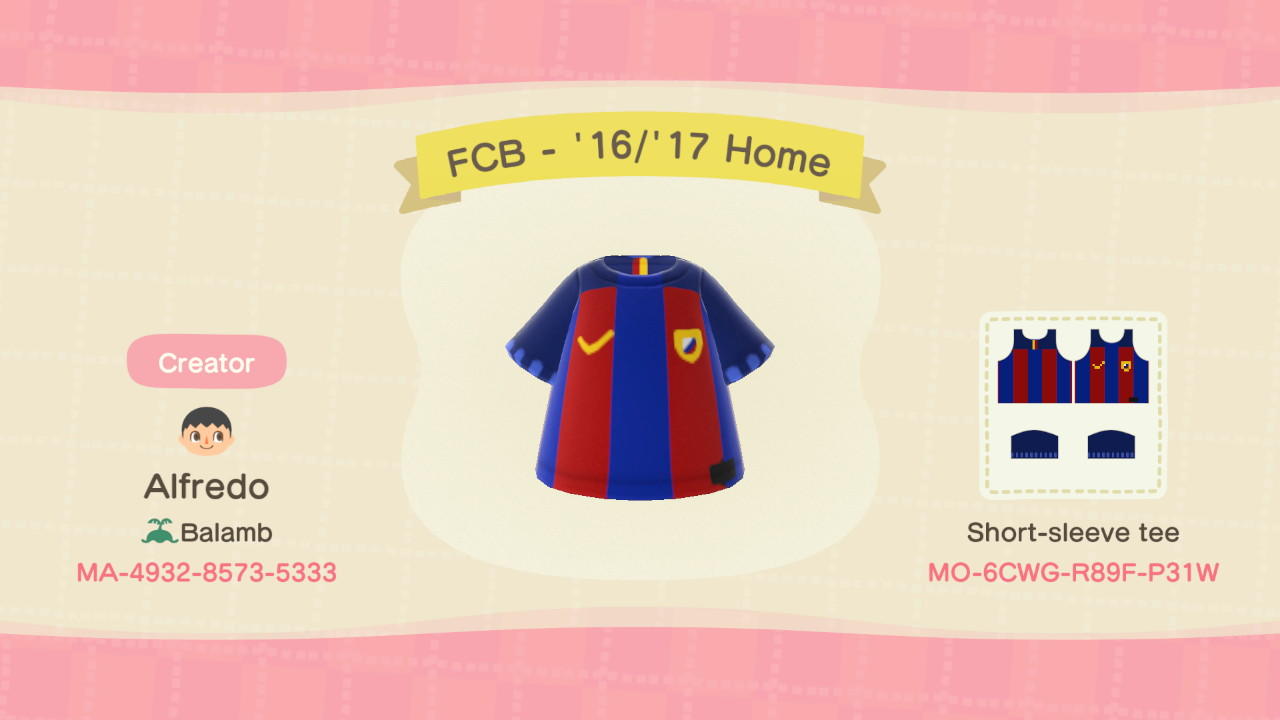 FCB - '16/'17 Home
Creator
Alfredo
Balamb
MA-4932-8573-5333
Short-sleeve tee
MO-6CWG-R89F-P31W